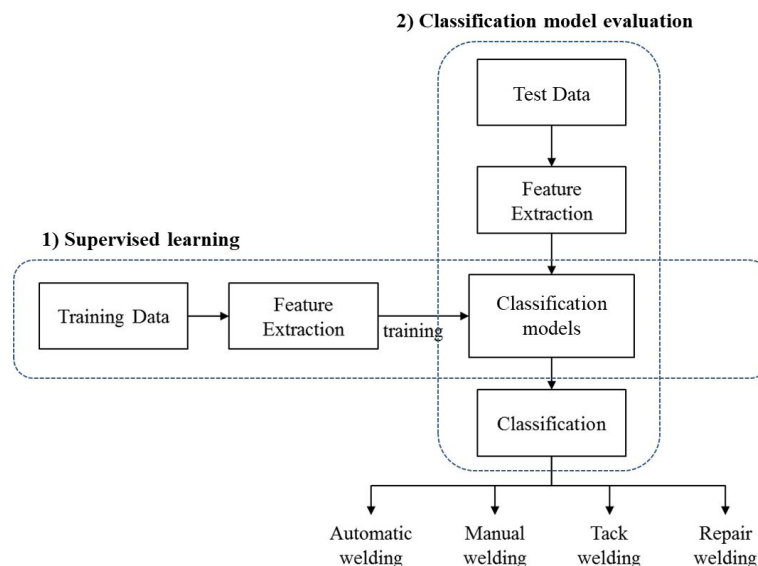 2) Classification model evaluation
Test Data
Feature
Extraction
1) Supervised learning
Training Data
Feature
Extraction
training
Classification
models
Classification
Automatic
welding
Manual
welding
Tack
welding
Repair
welding